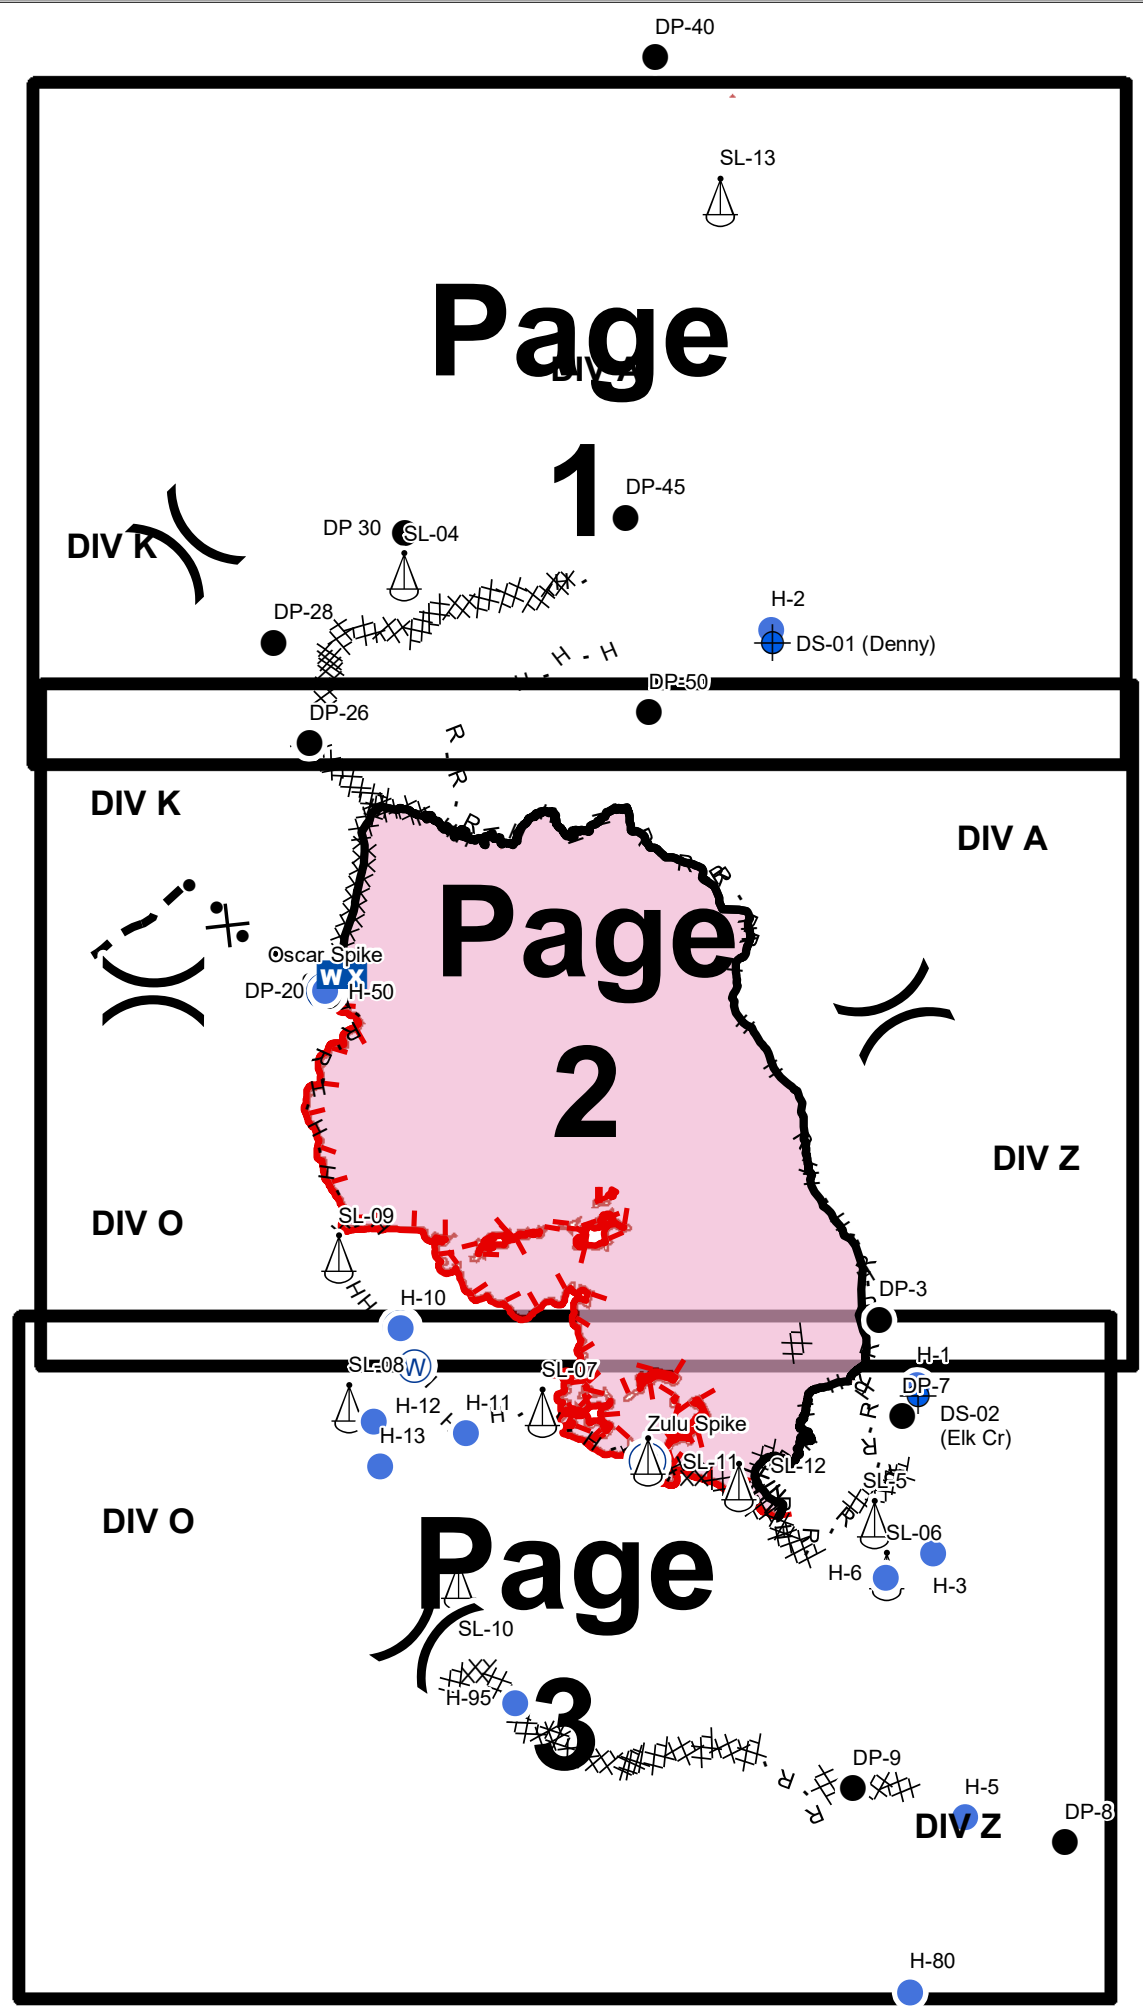 DP-40
SL-13
Page
DIV A
1
DP-45
DP 30
SL-04
DIV K
H-2
DP-28
DS-01 (Denny)
H - H
H
DP-50
DP-26
R
R
R
DIV K
DIV A
R
R
R
Page
Oscar Spike
W X
DP-20
H-50
R
R
H
H
H
2
DIV Z
DIV O
SL-09
DP-3
HH
H-10
H-1
SL-08
W
SL-07
DP-7
H-12
H-11
H
H
R
R
DS-02
(Elk Cr)
Zulu Spike
H-13
H
SL-11
SL-12
SL-5
R
R
DIV O
SL-06
Page
H-6
H-3
SL-10
H-95
3
DP-9
R
R
H-5
DP-8
DIV Z
H-80